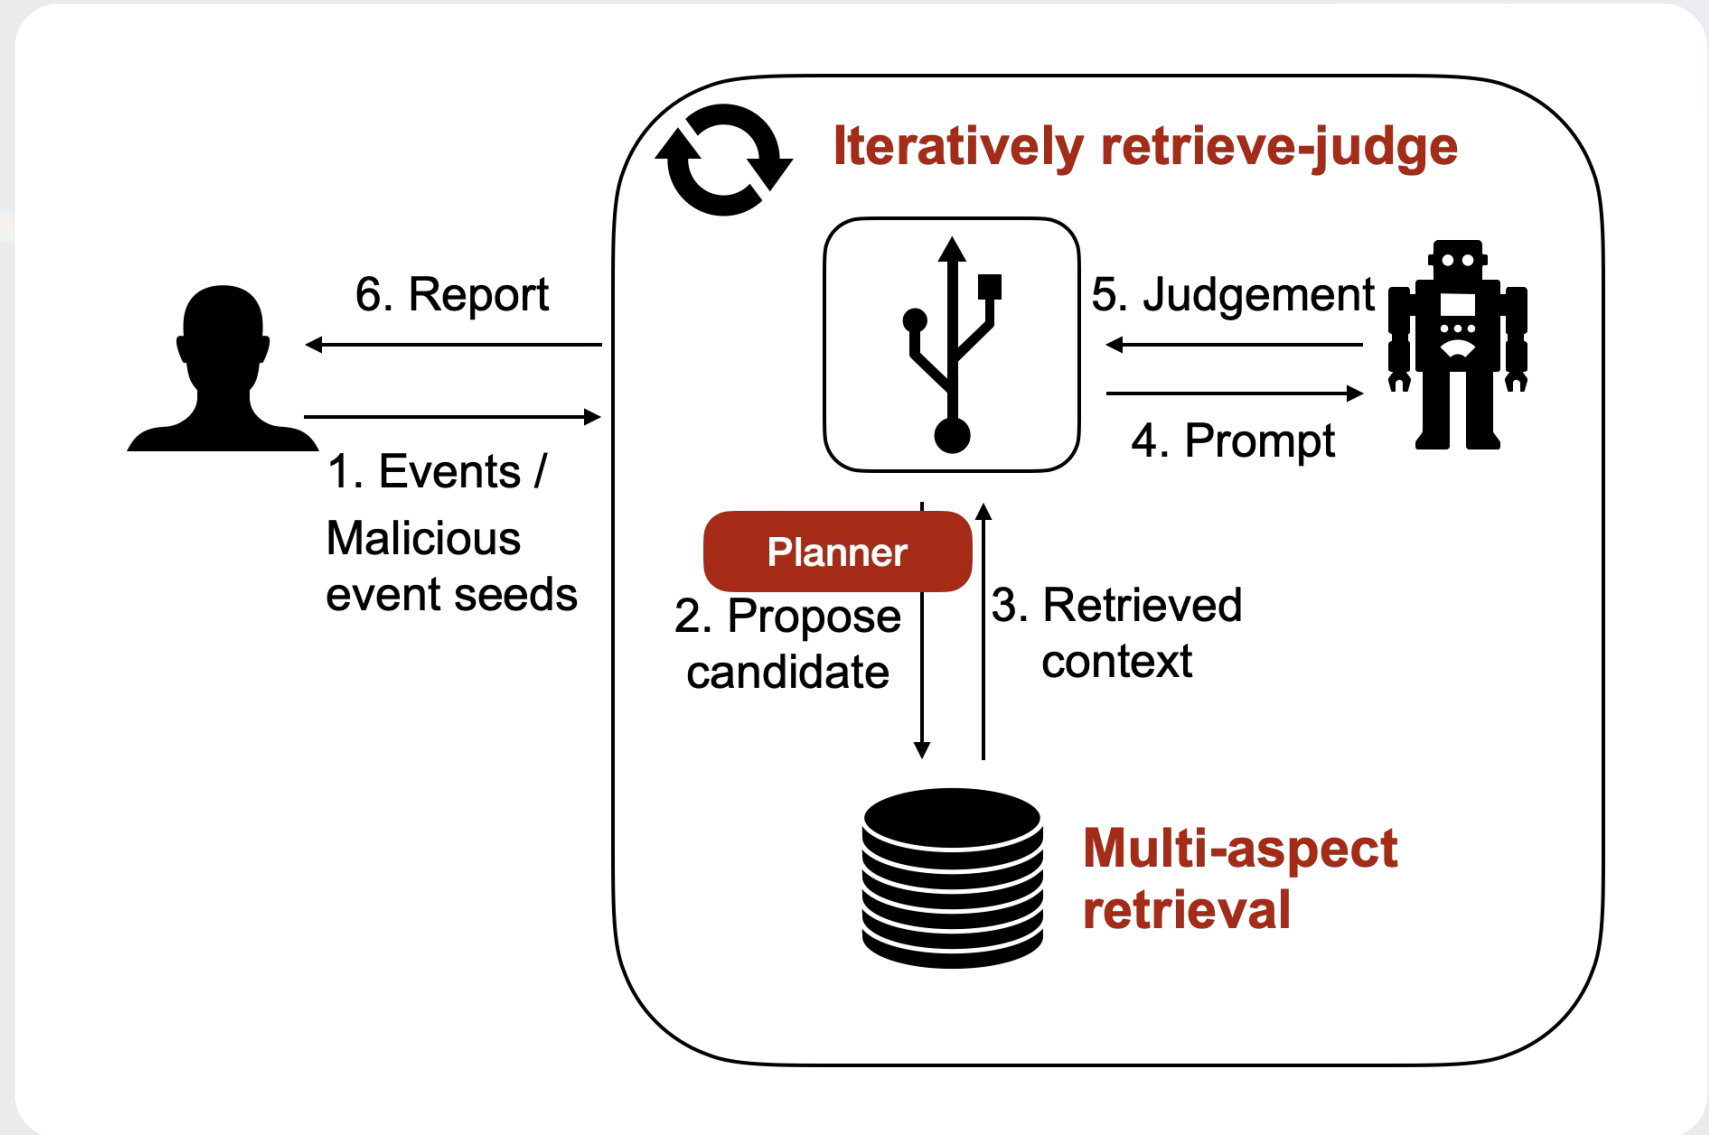 Iteratively retrieve-judge
6. Report
5. Judgement
1. Events /
Malicious
event seeds
4. Prompt
Planner
2. Propose
candidate
3. Retrieved
context
Multi-aspect
retrieval